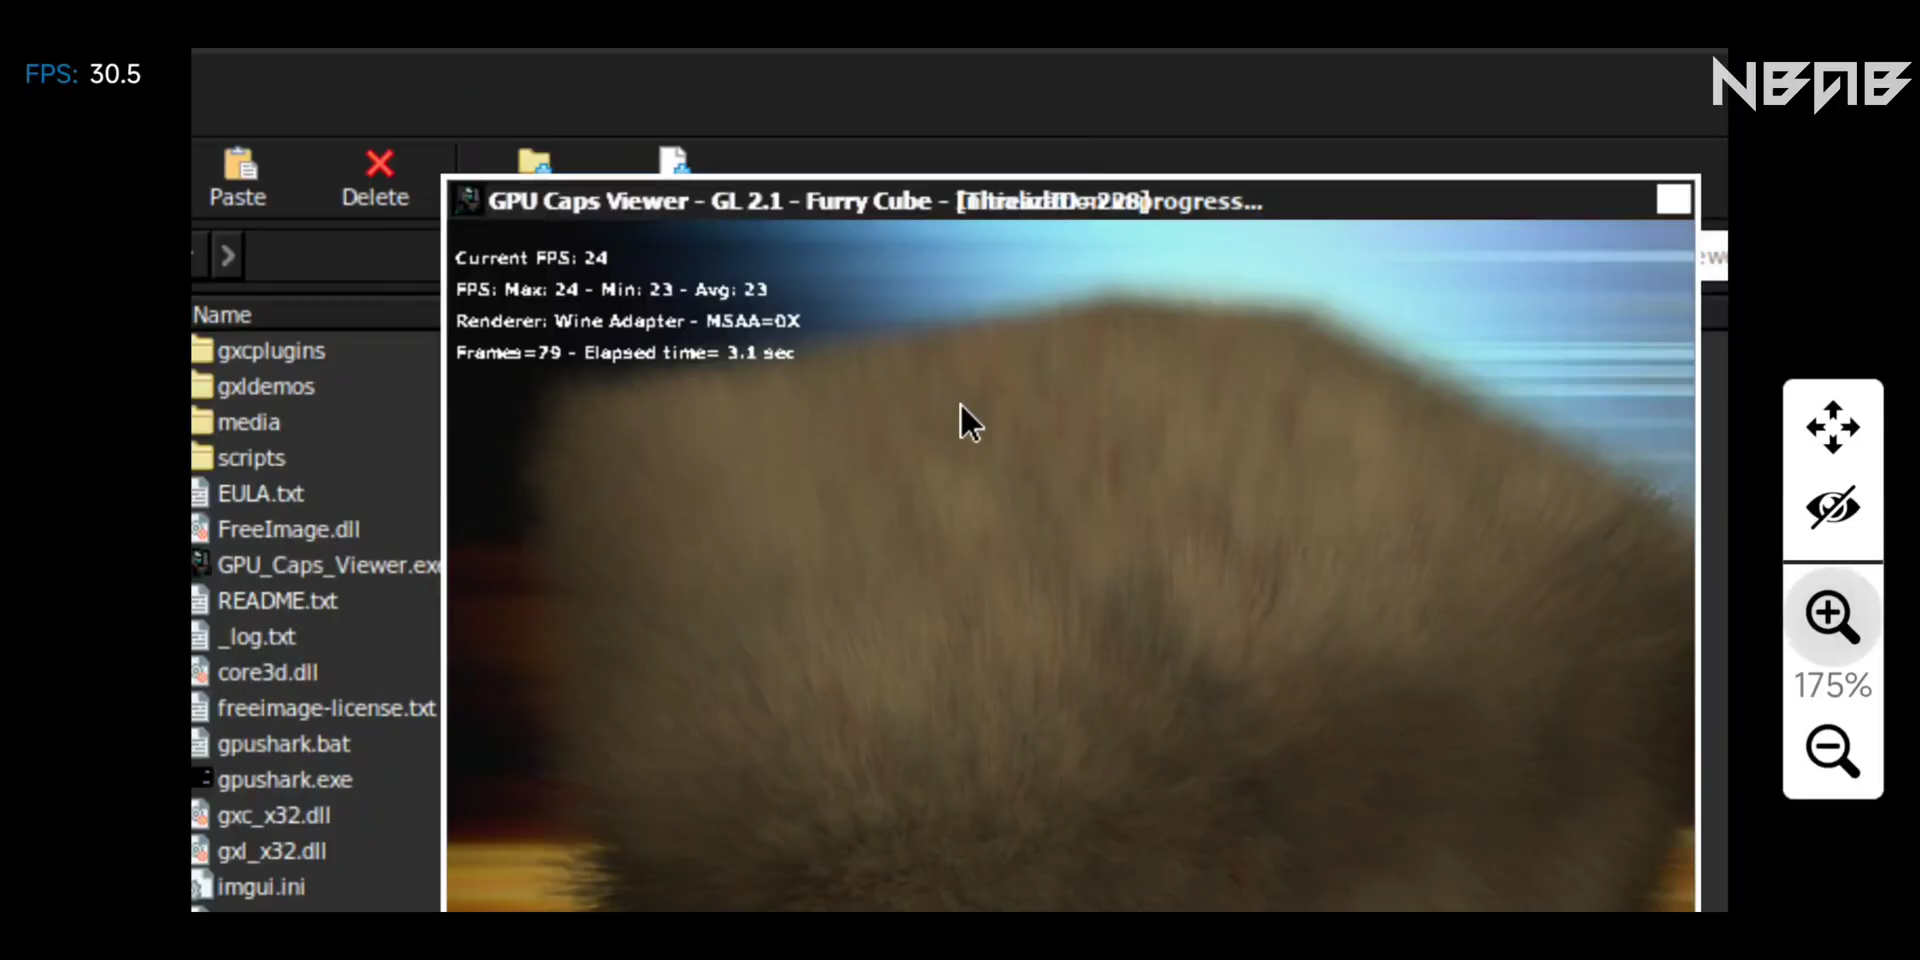 FPS: 30.5
NBAB
Paste
Delete
GPU Caps Viewer - GL 2.1 - Furry Cube - progress...
Current FPS: 24
FPS: Max: 24 - Min: 23 - Avg: 23
Renderer: Wine Adapter - MSAA=0X
Frames=79 - Elapsed time= 3.1 sec
Name
gxcplugins
gxldemos
media
scripts
EULA.txt
FreeImage.dll
GPU_Caps_Viewer.exe
README.txt
_log.txt
core3d.dll
freeimage-license.txt
gpushark.bat
gpushark.exe
gxc_x32.dll
gxl_x32.dll
imgui.ini
175%